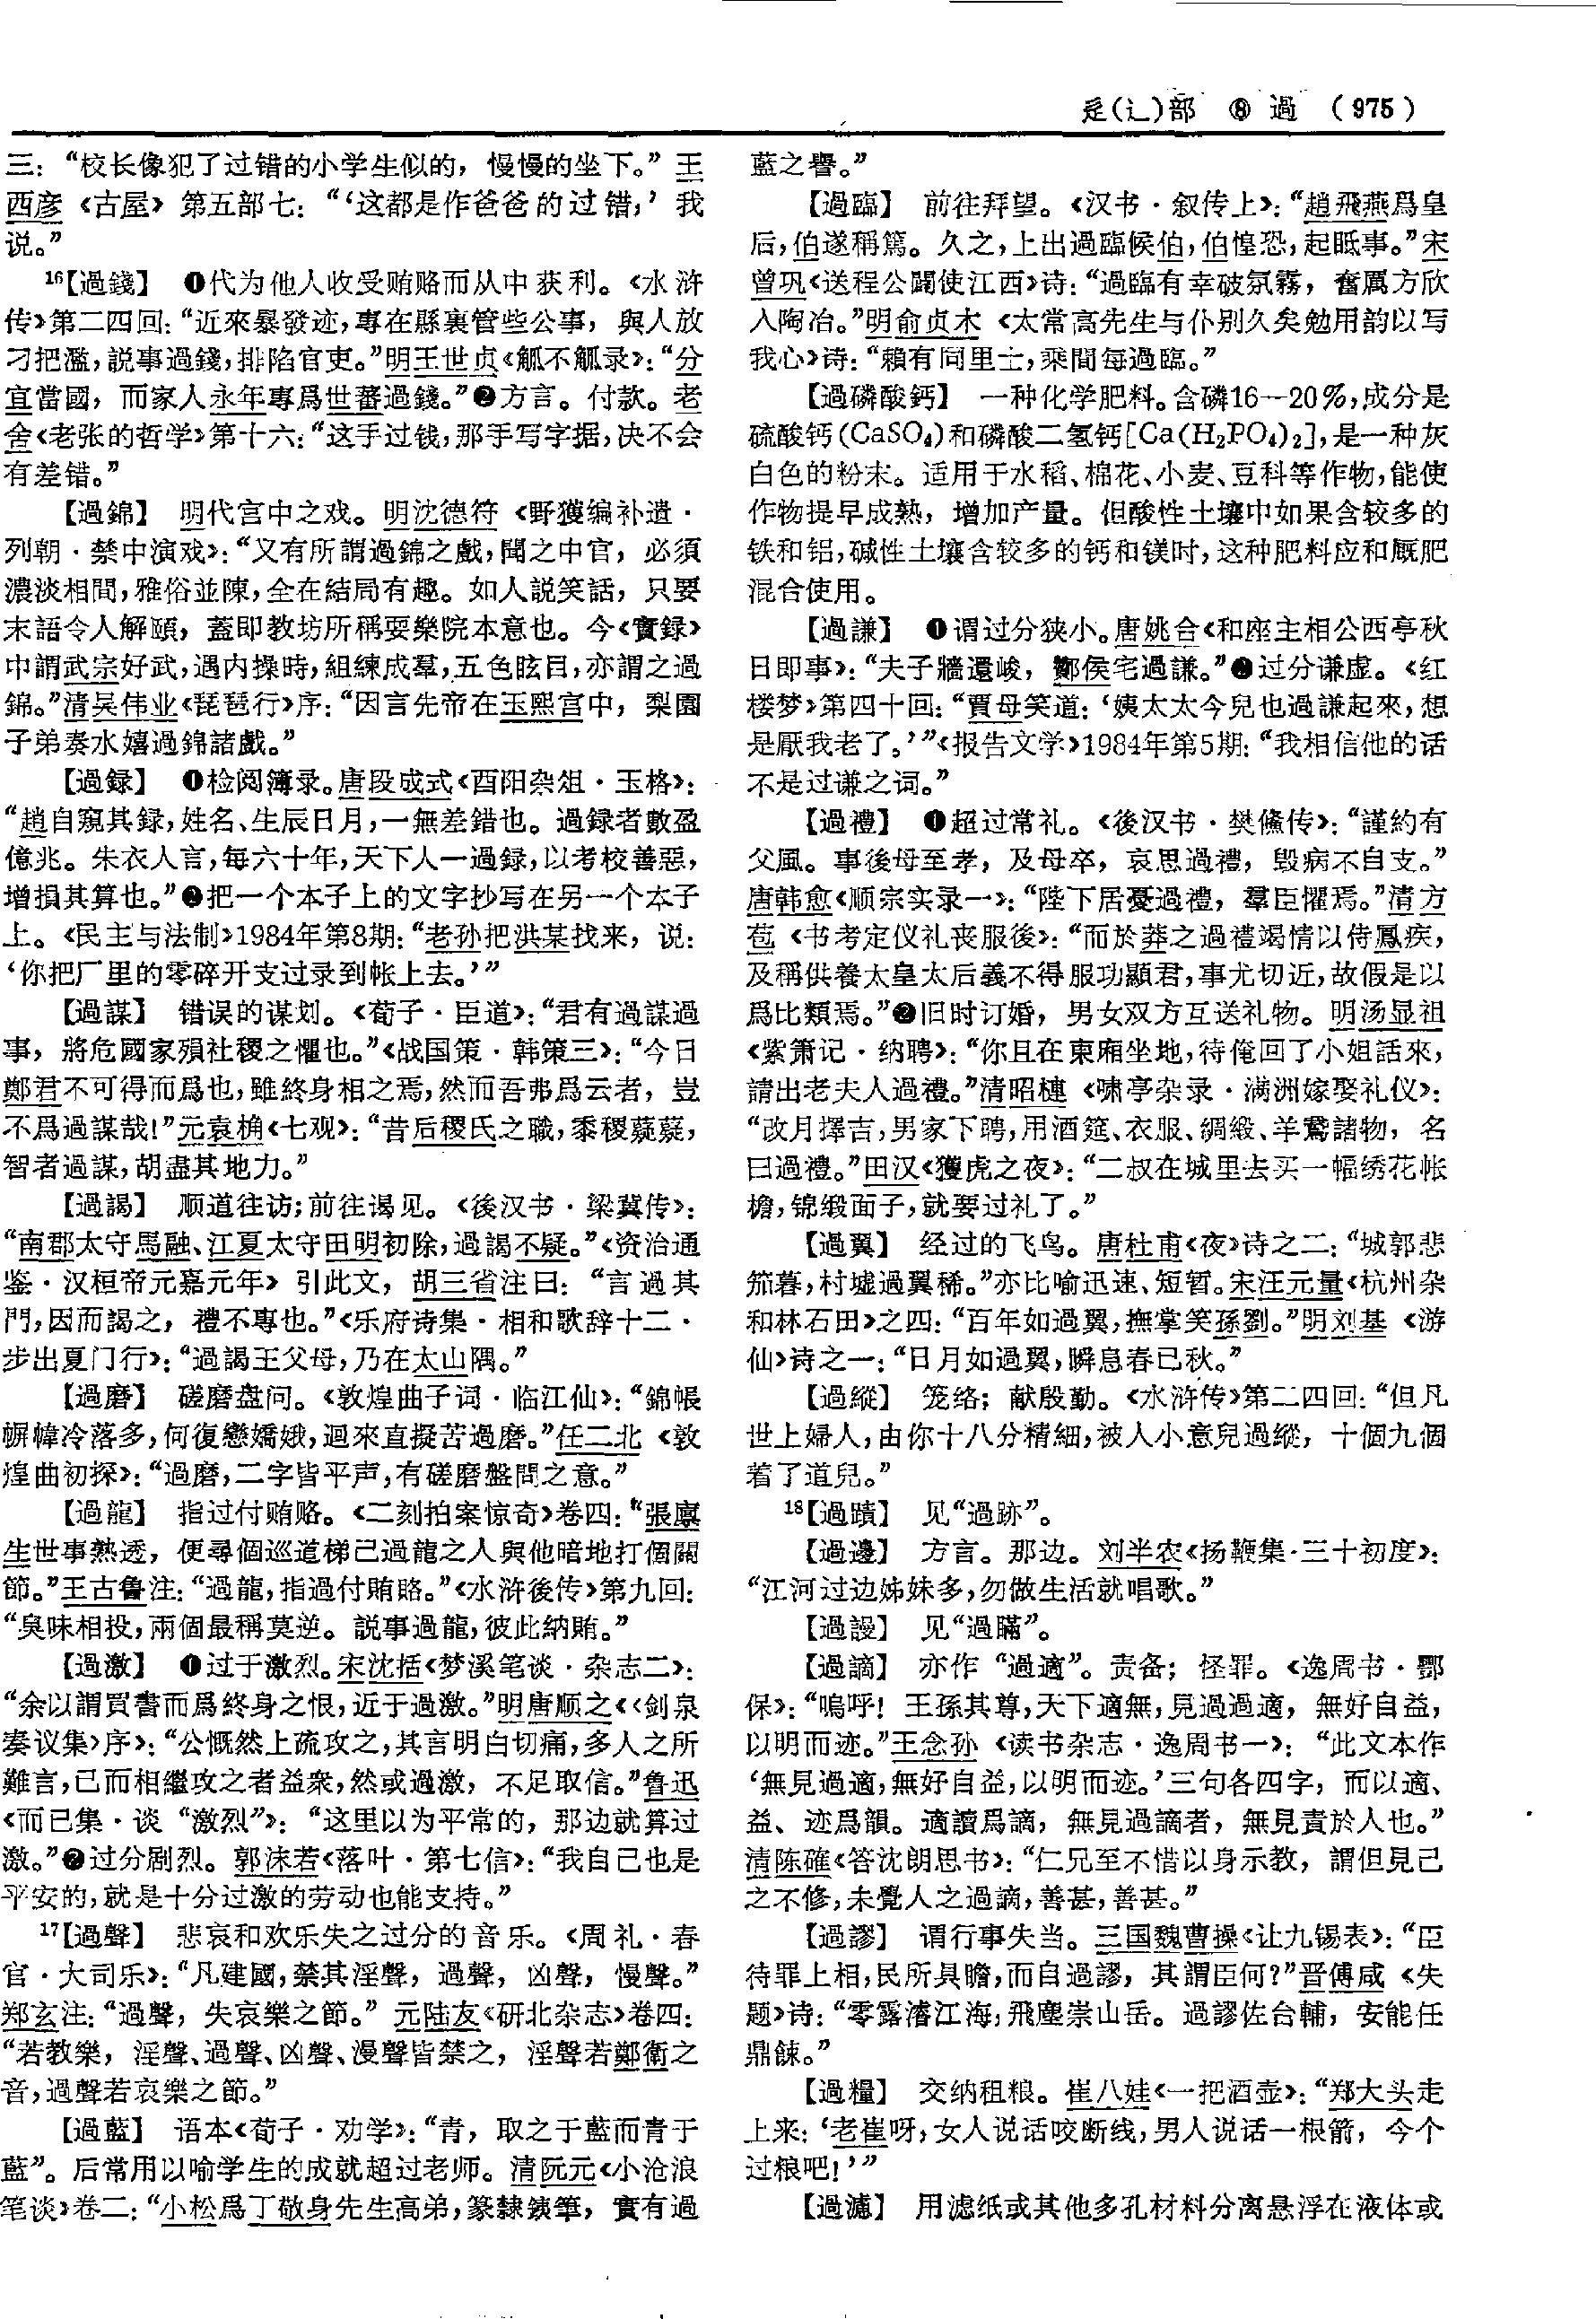 辵(辶)部 ⑧ 過 (975)
三：“校长像犯了过错的小学生似的，慢慢的坐下。”王
西彦《古屋》第五部七：“‘这都是作爸爸的过错，’我
说。”
16【過錢】 ❶代为他人收受贿赂而从中获利。《水浒
传》第二四回：“近來暴發迹，專在縣裏管些公事，與人放
刁把濫，説事過錢，排陷官吏。”明王世贞《觚不觚录》：“分
宜當國，而家人永年專爲世蕃過錢。”❷方言。付款。老
舍《老张的哲学》第十六：“这手过钱，那手写字据，决不会
有差错。”
【過錦】 明代宫中之戏。明沈德符《野獲编补遗·
列朝·禁中演戏》：“又有所謂過錦之戲，聞之中官，必須
濃淡相間，雅俗並陳，全在結局有趣。如人説笑話，只要
末語令人解頤，蓋即教坊所稱耍樂院本意也。今《實録》
中謂武宗好武，遇内操時，組練成羣，五色眩目，亦謂之過
錦。”清吴伟业《琵琶行》序：“因言先帝在玉熙宫中，梨園
子弟奏水嬉過錦諸戲。”
【過録】 ❶检阅簿录。唐段成式《酉阳杂俎·玉格》：
“趙自窺其録，姓名、生辰日月，一無差錯也。過録者數盈
億兆。朱衣人言，每六十年，天下人一過録，以考校善惡，
增損其算也。”❷把一个本子上的文字抄写在另一个本子
上。《民主与法制》1984年第8期：“老孙把洪某找来，说：
‘你把厂里的零碎开支过录到帐上去。’”
【過謀】 错误的谋划。《荀子·臣道》：“君有過謀過
事，將危國家殞社稷之懼也。”《战国策·韩策三》：“今日
鄭君不可得而爲也，雖終身相之焉，然而吾弗爲云者，豈
不爲過謀哉！”元袁桷《七观》：“昔后稷氏之職，黍稷薿薿，
智者過謀，胡盡其地力。”
【過謁】 顺道往访；前往谒见。《後汉书·梁冀传》：
“南郡太守馬融、江夏太守田明初除，過謁不疑。”《资治通
鉴·汉桓帝元嘉元年》引此文，胡三省注曰：“言過其
門，因而謁之，禮不專也。”《乐府诗集·相和歌辞十二·
步出夏门行》：“過謁王父母，乃在太山隅。”
【過磨】 磋磨盘问。《敦煌曲子词·临江仙》：“錦帳
帡幃冷落多，何復戀嬌娥，迴來直擬苦過磨。”任二北《敦
煌曲初探》：“過磨，二字皆平声，有磋磨盤問之意。”
【過龍】 指过付贿赂。《二刻拍案惊奇》卷四：“張廪
生世事熟透，便尋個巡道梯己過龍之人與他暗地打個關
節。”王古鲁注：“過龍，指過付賄賂。”《水浒後传》第九回：
“臭味相投，兩個最稱莫逆。説事過龍，彼此納賄。”
【過激】 ❶过于激烈。宋沈括《梦溪笔谈·杂志二》：
“余以謂買書而爲終身之恨，近于過激。”明唐顺之《〈剑泉
奏议集〉序》：“公慨然上疏攻之，其言明白切痛，多人之所
難言，已而相繼攻之者益衆，然或過激，不足取信。”鲁迅
《而已集·谈“激烈”》：“这里以为平常的，那边就算过
激。”❷过分剧烈。郭沫若《落叶·第七信》：“我自己也是
平安的，就是十分过激的劳动也能支持。”
17【過聲】 悲哀和欢乐失之过分的音乐。《周礼·春
官·大司乐》：“凡建國，禁其淫聲，過聲，凶聲，慢聲。”
郑玄注：“過聲，失哀樂之節。”元陆友《研北杂志》卷四：
“若教樂，淫聲、過聲、凶聲、漫聲皆禁之，淫聲若鄭衛之
音，過聲若哀樂之節。”
【過藍】 语本《荀子·劝学》：“青，取之于藍而青于
藍”。后常用以喻学生的成就超过老师。清阮元《小沧浪
笔谈》卷二：“小松爲丁敬身先生高弟，篆隸鐵筆，實有過
藍之譽。”
【過臨】 前往拜望。《汉书·叙传上》：“趙飛燕爲皇
后，伯遂稱篤。久之，上出過臨候伯，伯惶恐，起眡事。”宋
曾巩《送程公闢使江西》诗：“過臨有幸破氛霧，奮厲方欣
入陶冶。”明俞贞木《太常高先生与仆别久矣勉用韵以写
我心》诗：“賴有同里士，乘間每過臨。”
【過磷酸鈣】 一种化学肥料。含磷16—20%，成分是
硫酸钙(CaSO₄)和磷酸二氢钙[Ca(H₂PO₄)₂]，是一种灰
白色的粉末。适用于水稻、棉花、小麦、豆科等作物，能使
作物提早成熟，增加产量。但酸性土壤中如果含较多的
铁和铝，碱性土壤含较多的钙和镁时，这种肥料应和厩肥
混合使用。
【過謙】 ❶谓过分狭小。唐姚合《和座主相公西亭秋
日即事》：“夫子牆還峻，鄭侯宅過謙。”❷过分谦虚。《红
楼梦》第四十回：“賈母笑道：‘姨太太今兒也過謙起來，想
是厭我老了。’”《报告文学》1984年第5期：“我相信他的话
不是过谦之词。”
【過禮】 ❶超过常礼。《後汉书·樊鯈传》：“謹約有
父風。事後母至孝，及母卒，哀思過禮，毁病不自支。”
唐韩愈《顺宗实录一》：“陛下居憂過禮，羣臣懼焉。”清方
苞《书考定仪礼丧服後》：“而於莽之過禮竭情以侍鳳疾，
及稱供養太皇太后義不得服功顯君，事尤切近，故假是以
爲比類焉。”❷旧时订婚，男女双方互送礼物。明汤显祖
《紫箫记·纳聘》：“你且在東廂坐地，待俺回了小姐話來，
請出老夫人過禮。”清昭槤《啸亭杂录·满洲嫁娶礼仪》：
“改月擇吉，男家下聘，用酒筵、衣服、綢緞、羊鵞諸物，名
曰過禮。”田汉《獲虎之夜》：“二叔在城里去买一幅绣花帐
檐，锦缎面子，就要过礼了。”
【過翼】 经过的飞鸟。唐杜甫《夜》诗之二：“城郭悲
笳暮，村墟過翼稀。”亦比喻迅速、短暂。宋汪元量《杭州杂
和林石田》之四：“百年如過翼，撫掌笑孫劉。”明刘基《游
仙》诗之一：“日月如過翼，瞬息春已秋。”
【過縱】 笼络；献殷勤。《水浒传》第二四回：“但凡
世上婦人，由你十八分精細，被人小意兒過縱，十個九個
着了道兒。”
18【過蹟】 见“過跡”。
【過邊】 方言。那边。刘半农《扬鞭集·三十初度》：
“江河过边姊妹多，勿做生活就唱歌。”
【過謾】 见“過瞞”。
【過謫】 亦作“過適”。责备；怪罪。《逸周书·酆
保》：“嗚呼！王孫其尊，天下適無，見過過適，無好自益，
以明而迹。”王念孙《读书杂志·逸周书一》：“此文本作
‘無見過適，無好自益，以明而迹。’三句各四字，而以適、
益、迹爲韻。適讀爲謫，無見過謫者，無見責於人也。”
清陈確《答沈朗思书》：“仁兄至不惜以身示教，謂但見己
之不修，未覺人之過謫，善甚，善甚。”
【過謬】 谓行事失当。三国魏曹操《让九锡表》：“臣
待罪上相，民所具瞻，而自過謬，其謂臣何？”晋傅咸《失
题》诗：“零露濬江海，飛塵崇山岳。過謬佐台輔，安能任
鼎餗。”
【過糧】 交纳租粮。崔八娃《一把酒壶》：“郑大头走
上来：‘老崔呀，女人说话咬断线，男人说话一根箭，今个
过粮吧！’”
【過濾】 用滤纸或其他多孔材料分离悬浮在液体或